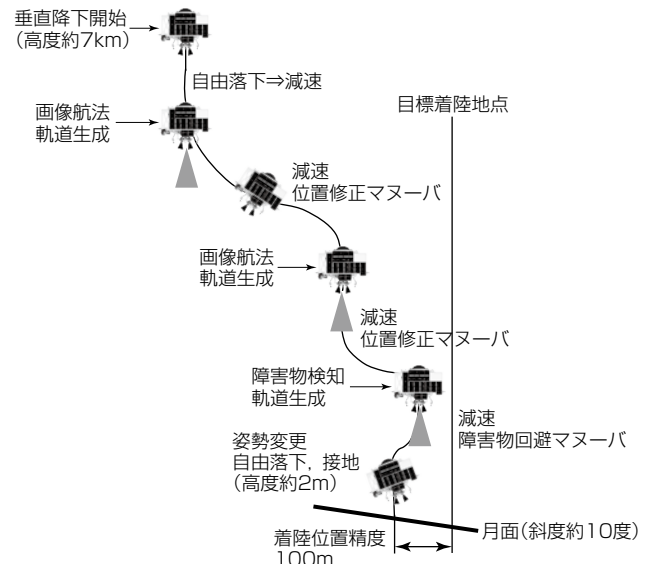 垂直降下開始
（高度約7km）
自由落下⇒減速
画像航法
軌道生成
目標着陸地点
減速
位置修正マヌーバ
画像航法
軌道生成
減速
位置修正マヌーバ
障害物検知
軌道生成
減速
障害物回避マヌーバ
姿勢変更
自由落下，接地
（高度約2m）
月面（斜度約10度）
着陸位置精度
100m